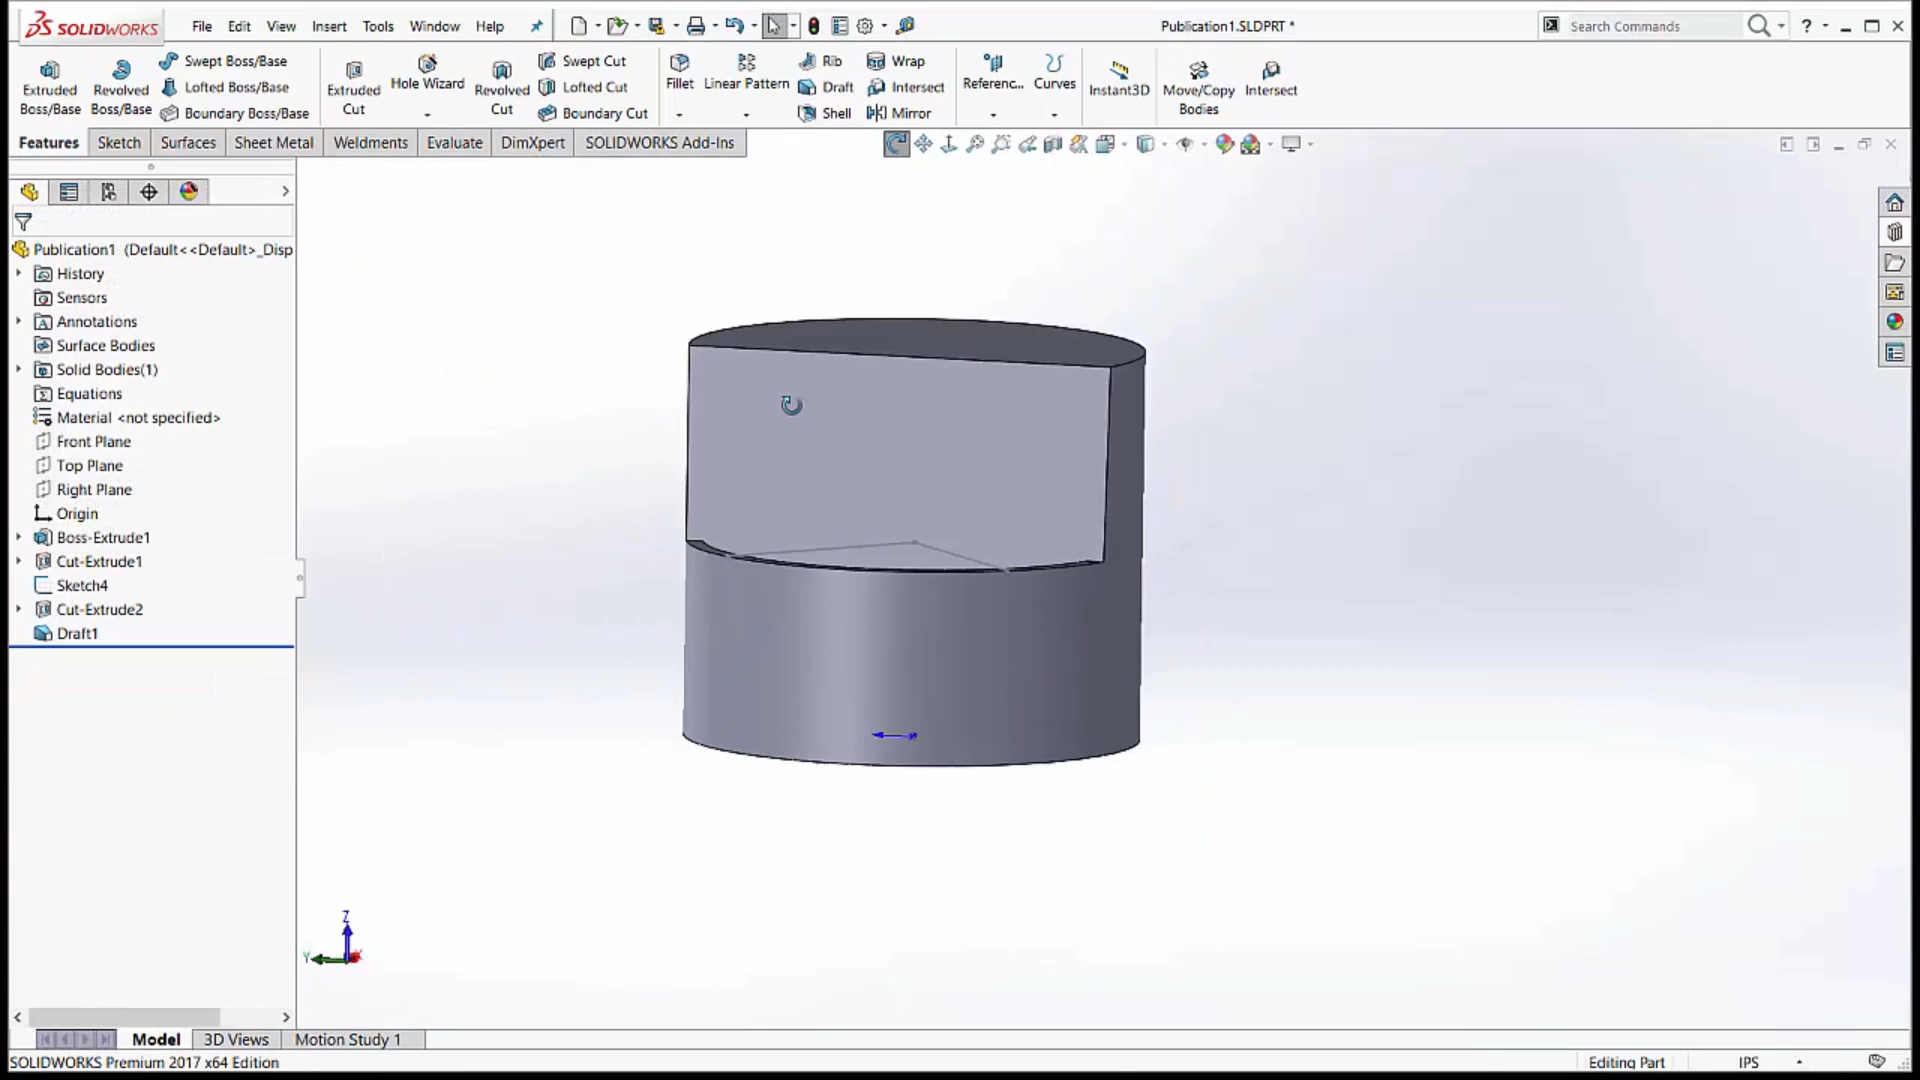 SOLIDWORKS File Edit View Insert Tools Window Help Publication1.SLDPRT * Search Commands ?
Extruded Boss/Base
Revolved Boss/Base
Swept Boss/Base
Lofted Boss/Base
Boundary Boss/Base
Extruded Cut
Hole Wizard
Revolved Cut
Swept Cut
Lofted Cut
Boundary Cut
Fillet
Linear Pattern
Rib
Draft
Shell
Wrap
Intersect
Mirror
Referenc...
Curves
Instant3D
Move/Copy Bodies
Intersect
Features Sketch Surfaces Sheet Metal Weldments Evaluate DimXpert SOLIDWORKS Add-Ins
Publication1 (Default<<Default>_Disp
History
Sensors
Annotations
Surface Bodies
Solid Bodies(1)
Equations
Material <not specified>
Front Plane
Top Plane
Right Plane
Origin
Boss-Extrude1
Cut-Extrude1
Sketch4
Cut-Extrude2
Draft1
Z
Y
X
Model 3D Views Motion Study 1
SOLIDWORKS Premium 2017 x64 Edition Editing Part IPS